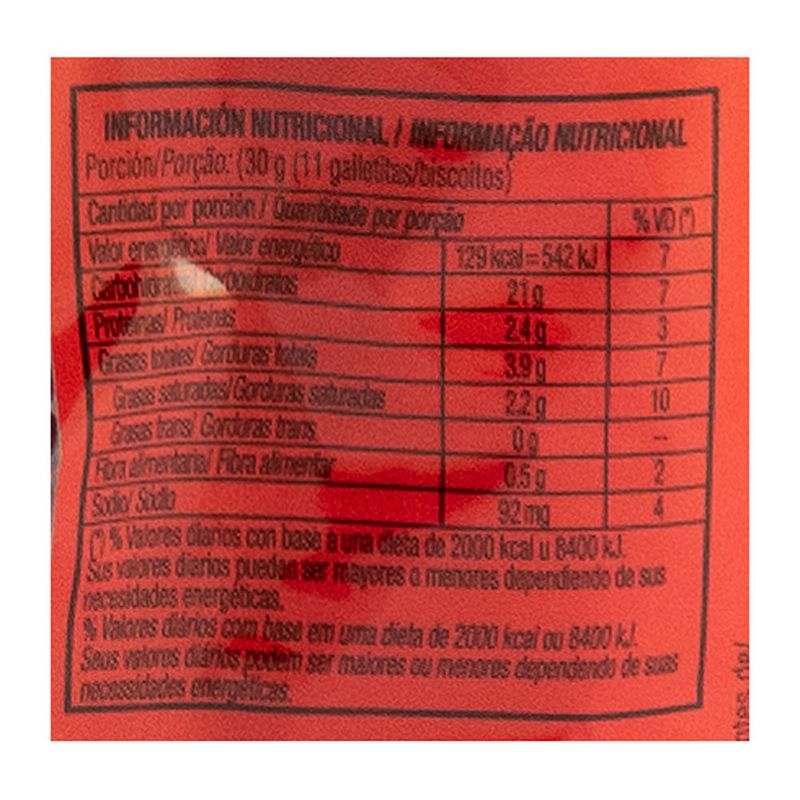 INFORMACIÓN NUTRICIONAL / INFORMAÇÃO NUTRICIONAL
Porción/Porção: (30 g (11 galletitas/biscoitos)
Cantidad por porción / Quantidade por porção % VD (*)
Valor energético/ Valor energético 129 kcal = 542 kJ 7
Carbohidratos/ Carboidratos 21 g 7
Proteínas/ Proteínas 2.4 g 3
Grasas totales/ Gorduras totais 3.9 g 7
Grasas saturadas/ Gorduras saturadas 2.2 g 10
Grasas trans/ Gorduras trans 0 g --
Fibra alimentaria/ Fibra alimentar 0.5 g 2
Sodio/ Sódio 92 mg 4
(*) % Valores diarios con base a una dieta de 2000 kcal u 8400 kJ.
Sus valores diarios pueden ser mayores o menores dependiendo de sus
necesidades energéticas.
% Valores diários com base em uma dieta de 2000 kcal ou 8400 kJ.
Seus valores diários podem ser maiores ou menores dependendo de suas
necessidades energéticas.